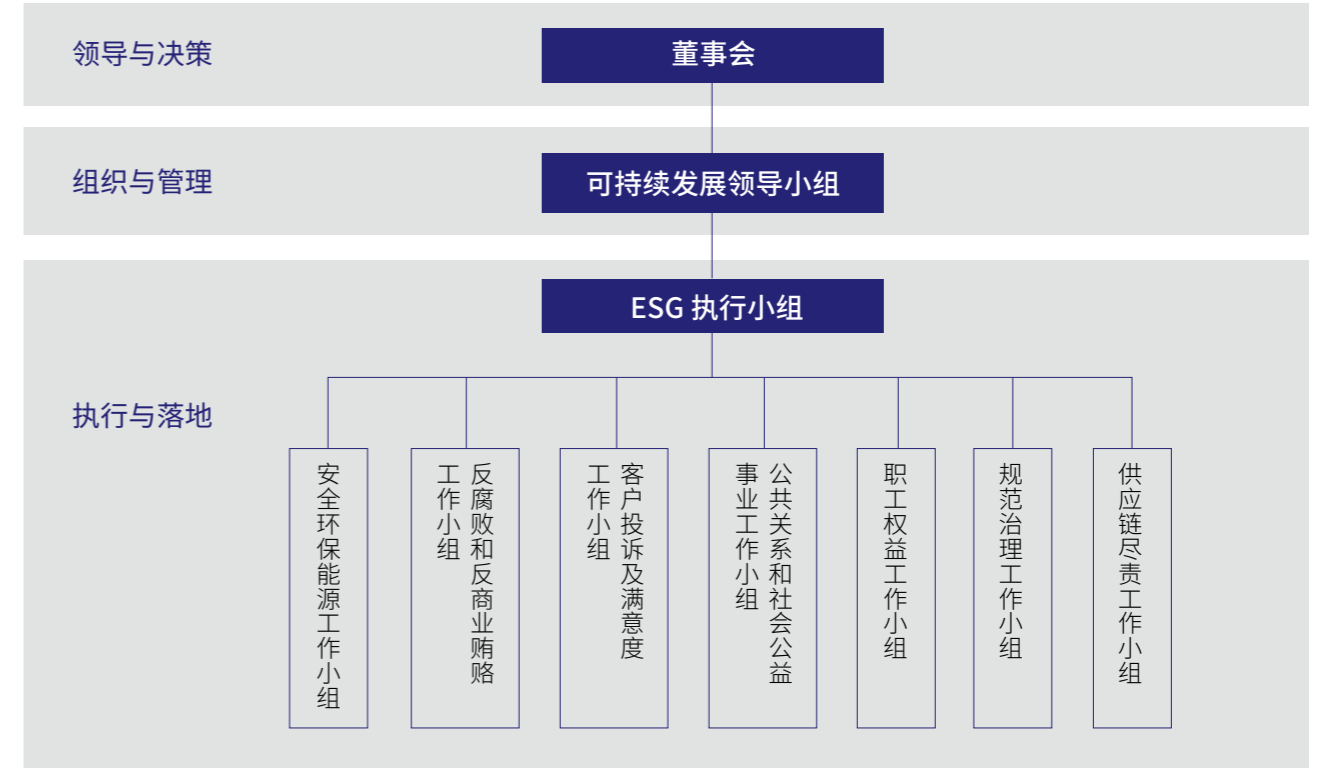 领导与决策
董事会
组织与管理
可持续发展领导小组
ESG 执行小组
执行与落地
安全环保能源工作小组
反腐败和反商业贿赂
工作小组
客户投诉及满意度
工作小组
公共关系和社会公益
事业工作小组
职工权益工作小组
规范治理工作小组
供应链尽责工作小组